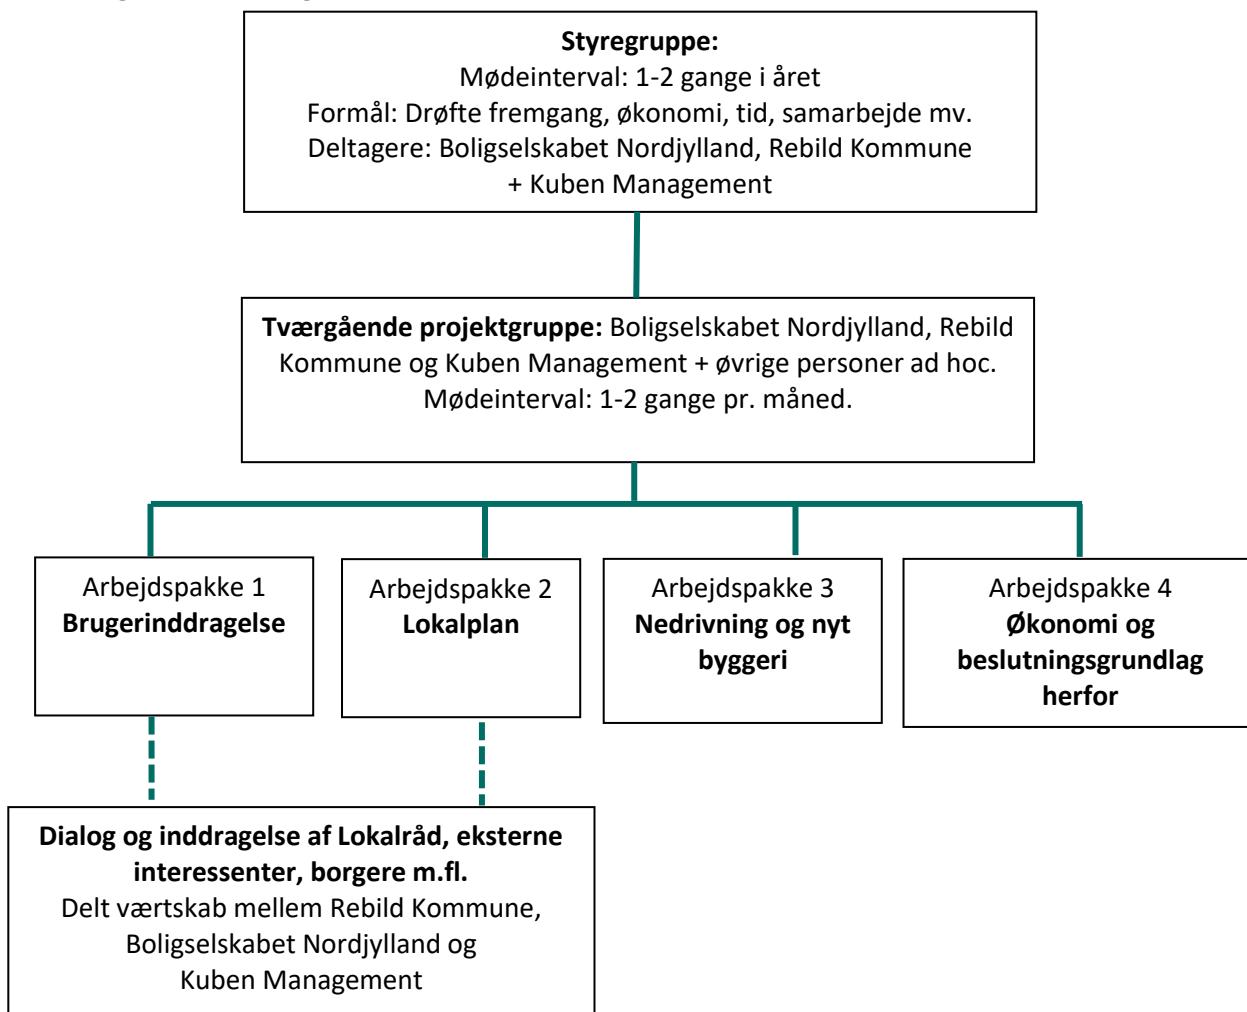 Styregruppe:
Mødeinterval: 1-2 gange i året
Formål: Drøfte fremgang, økonomi, tid, samarbejde mv.
Deltagere: Boligselskabet Nordjylland, Rebild Kommune
+ Kuben Management
Tværgående projektgruppe: Boligselskabet Nordjylland, Rebild
Kommune og Kuben Management + øvrige personer ad hoc.
Mødeinterval: 1-2 gange pr. måned.
Arbejdspakke 1
Brugerinddragelse
Arbejdspakke 2
Lokalplan
Arbejdspakke 3
Nedrivning og nyt
byggeri
Arbejdspakke 4
Økonomi og
beslutningsgrundlag
herfor
Dialog og inddragelse af Lokalråd, eksterne
interessenter, borgere m.fl.
Delt værtskab mellem Rebild Kommune,
Boligselskabet Nordjylland og
Kuben Management